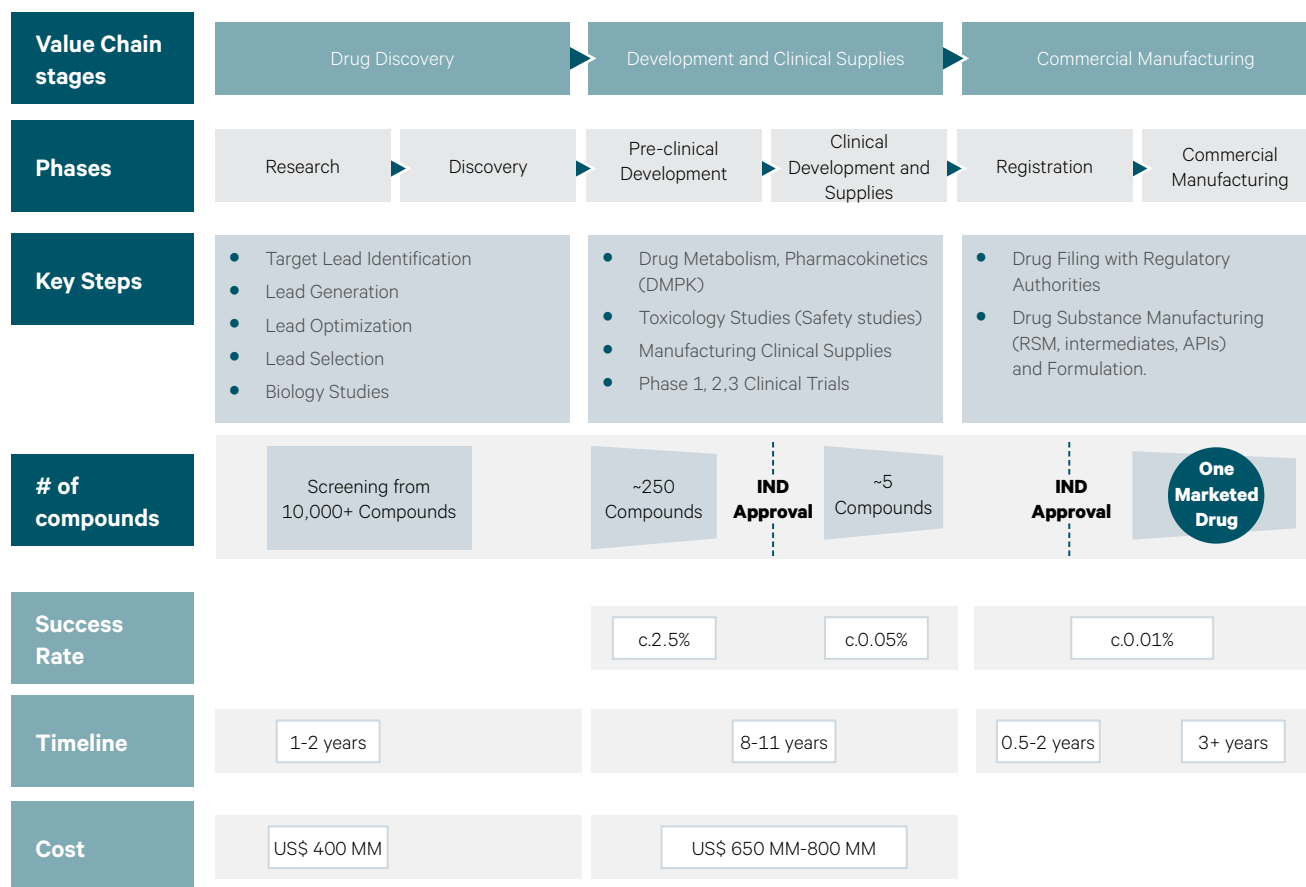 Value Chain
stages
Drug Discovery
Development and Clinical Supplies
Commercial Manufacturing
Phases
Research
Discovery
Pre-clinical
Development
Clinical
Development and
Supplies
Registration
Commercial
Manufacturing
Key Steps
Target Lead Identification
Lead Generation
Lead Optimization
Lead Selection
Biology Studies
Drug Metabolism, Pharmacokinetics
(DMPK)
Toxicology Studies (Safety studies)
Manufacturing Clinical Supplies
Phase 1, 2,3 Clinical Trials
Drug Filing with Regulatory
Authorities
Drug Substance Manufacturing
(RSM, intermediates, APIs)
and Formulation.
# of
compounds
Screening from
10,000+ Compounds
~250
Compounds
IND
Approval
~5
Compounds
IND
Approval
One
Marketed
Drug
Success
Rate
c.2.5%
c.0.05%
c.0.01%
Timeline
1-2 years
8-11 years
0.5-2 years
3+ years
Cost
US$ 400 MM
US$ 650 MM-800 MM